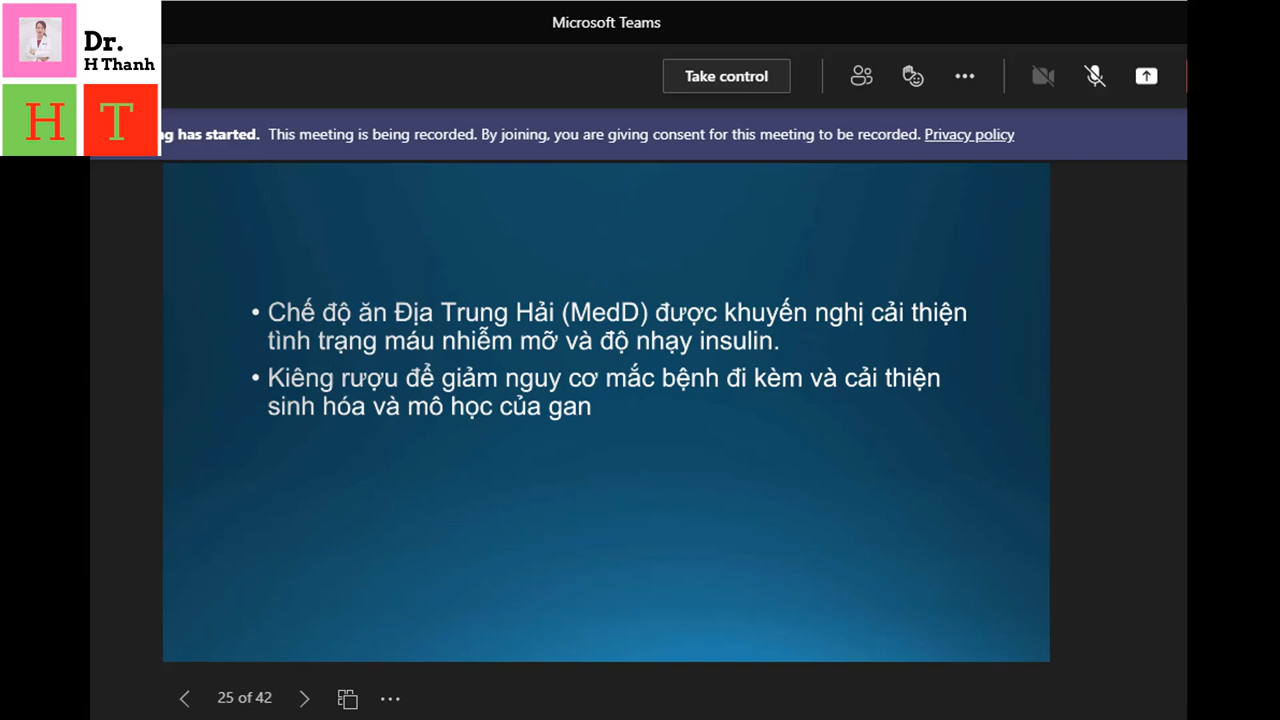 Microsoft Teams
Dr.
H Thanh
Take control
H T
ng has started. This meeting is being recorded. By joining, you are giving consent for this meeting to be recorded. Privacy policy
• Chế độ ăn Địa Trung Hải (MedD) được khuyến nghị cải thiện
tình trạng máu nhiễm mỡ và độ nhạy insulin.
• Kiêng rượu để giảm nguy cơ mắc bệnh đi kèm và cải thiện
sinh hóa và mô học của gan
25 of 42